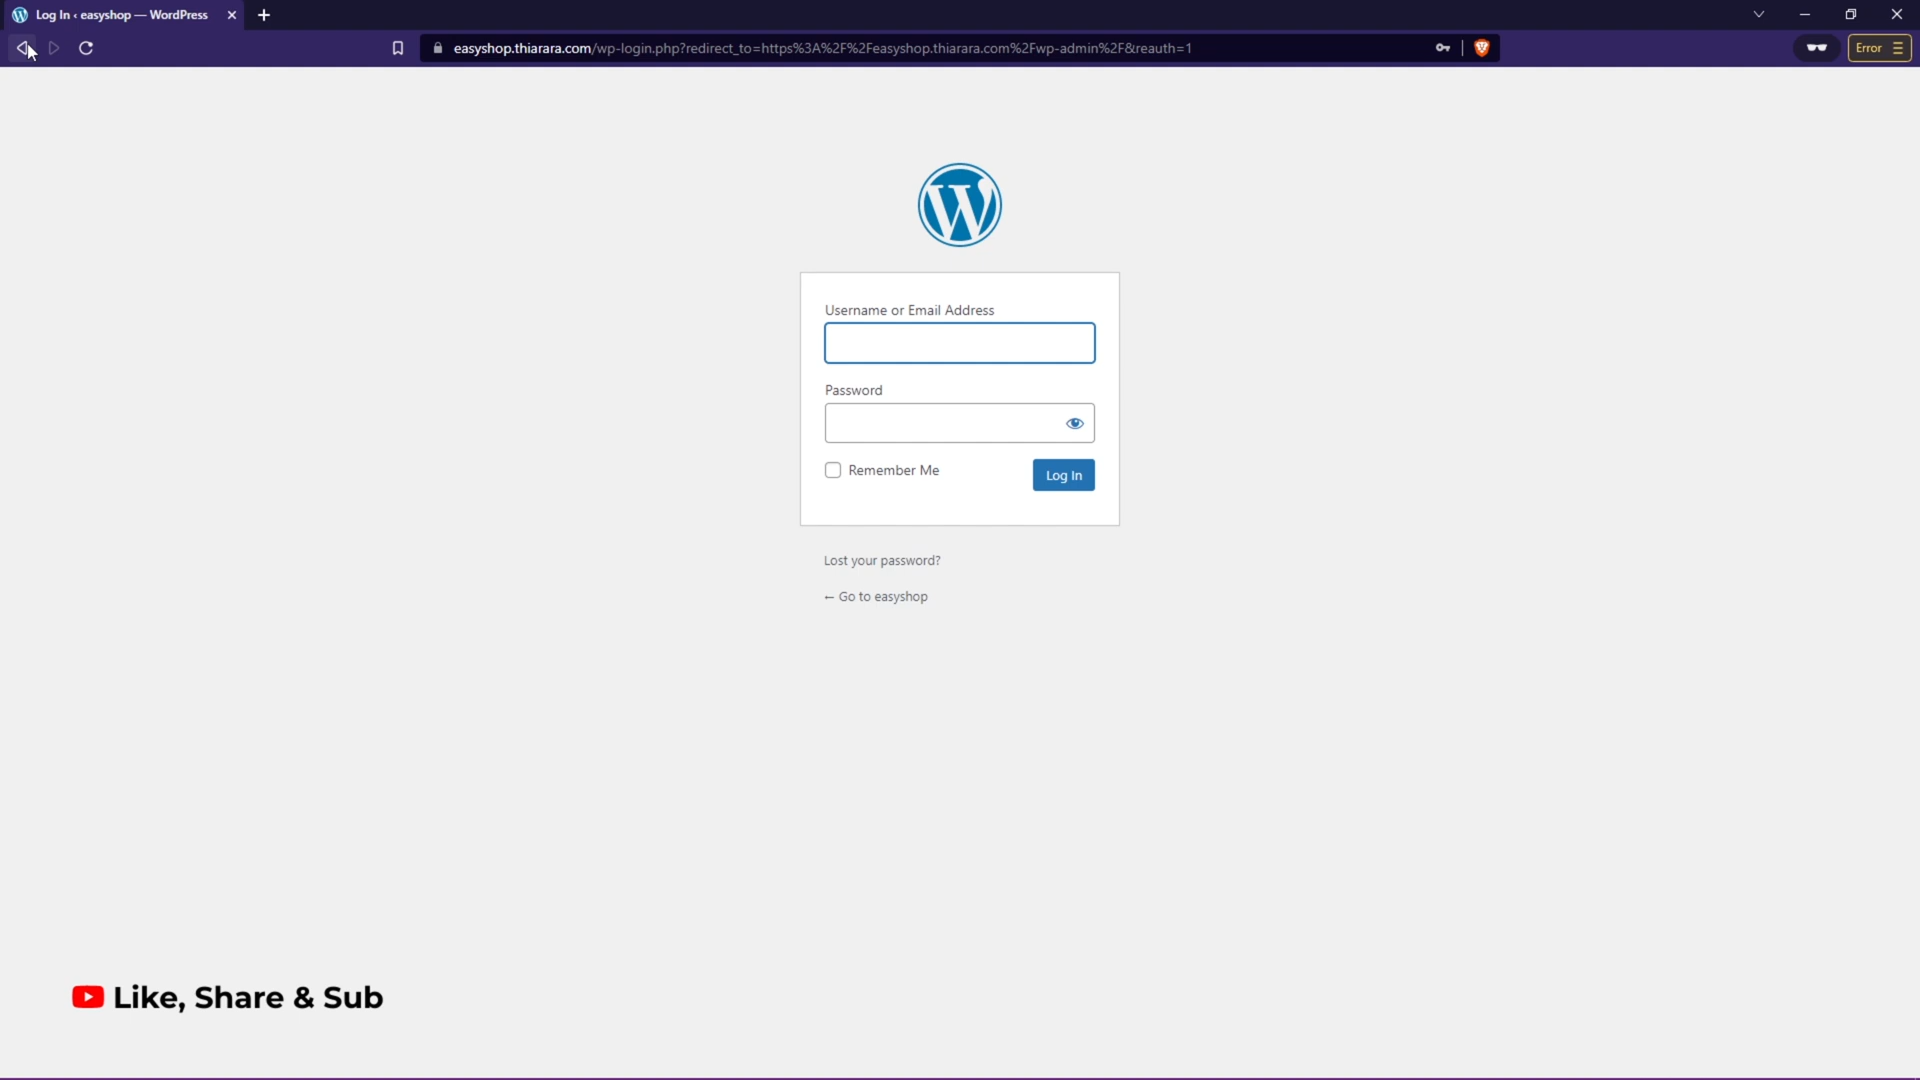 Log In ‹ easyshop — WordPress
easyshop.thiarara.com/wp-login.php?redirect_to=https%3A%2F%2Feasyshop.thiarara.com%2Fwp-admin%2F&reauth=1
Error
Username or Email Address
Password
Remember Me
Log In
Lost your password?
← Go to easyshop
Like, Share & Sub